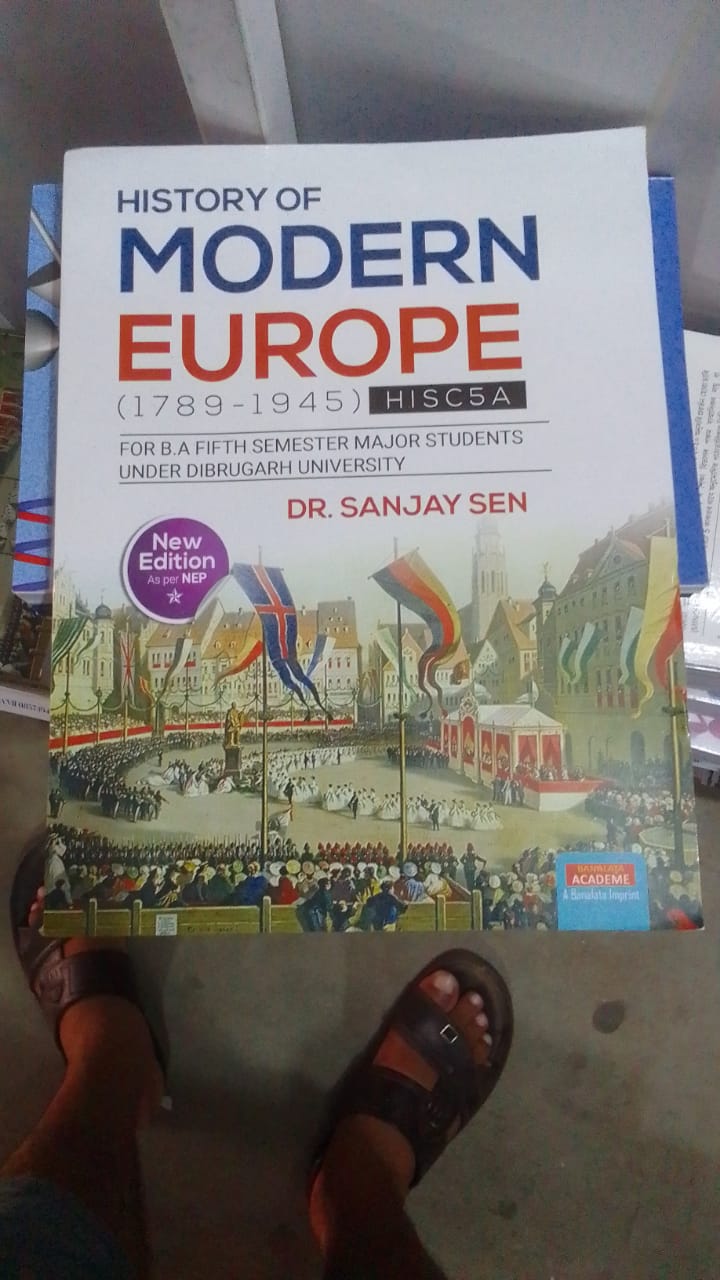 HISTORY OF
MODERN
EUROPE
(1789-1945) HISC5A
FOR B.A FIFTH SEMESTER MAJOR STUDENTS
UNDER DIBRUGARH UNIVERSITY
DR. SANJAY SEN
New
Edition
As per NEP
BANALATA
ACADEME
A Banalata Imprint